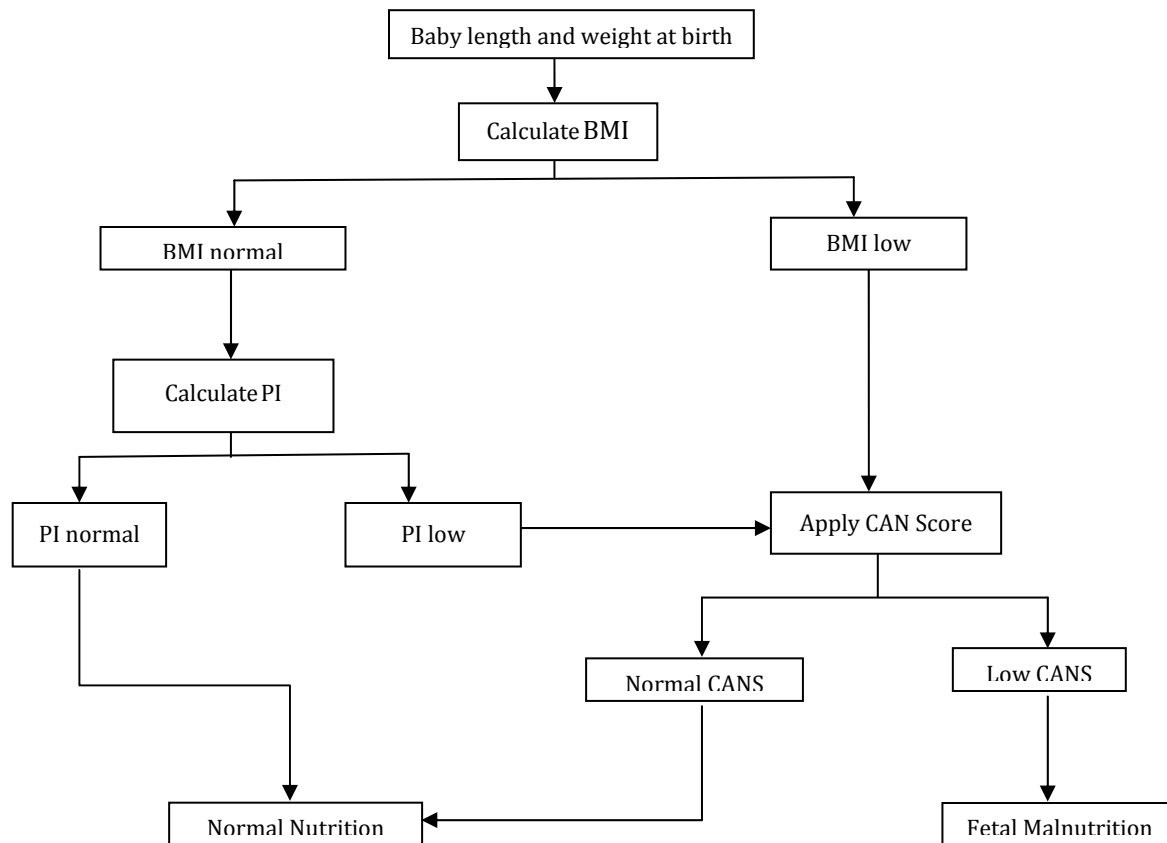 Baby length and weight at birth
Calculate BMI
BMI normal
BMI low
Calculate PI
PI normal
PI low
Apply CAN Score
Normal CANS
Low CANS
Normal Nutrition
Fetal Malnutrition